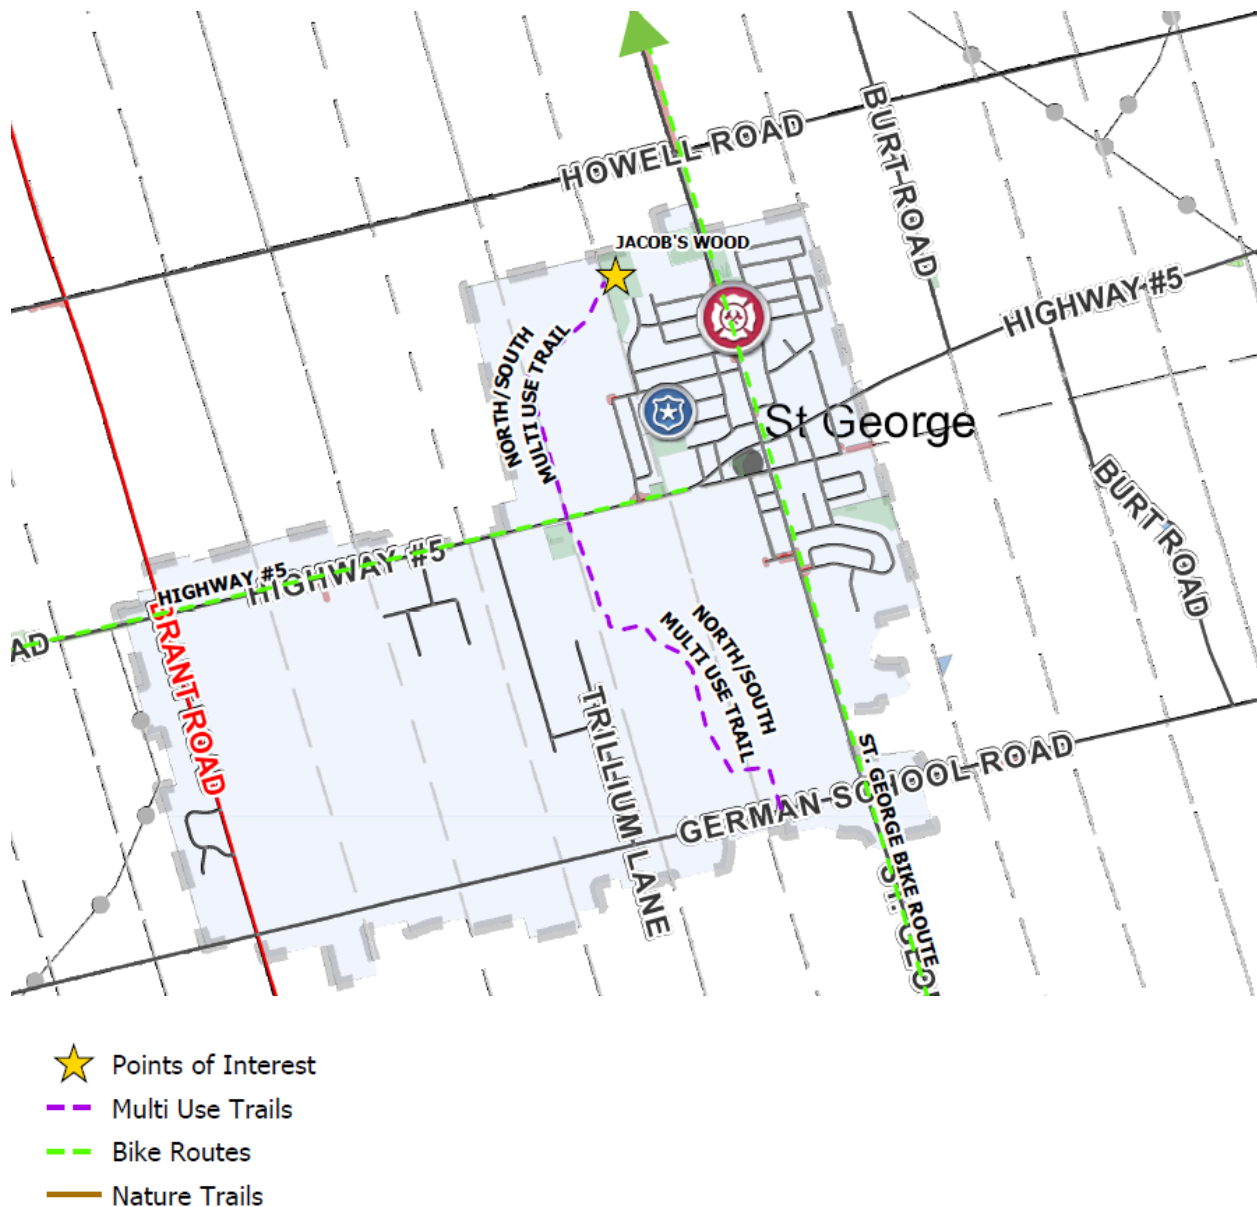 HOWELL ROAD
BURT ROAD
JACOB'S WOOD
HIGHWAY #5
NORTH/SOUTH
MULTI USE TRAIL
St George
BURT ROAD
HIGHWAY #5
HIGHWAY #5
AD
BRANT ROAD
NORTH/SOUTH
MULTI USE TRAIL
TRILLIUM LANE
GERMAN SCHOOL ROAD
ST. GEORGE BIKE ROUTE
ST. GEO
Points of Interest
Multi Use Trails
Bike Routes
Nature Trails